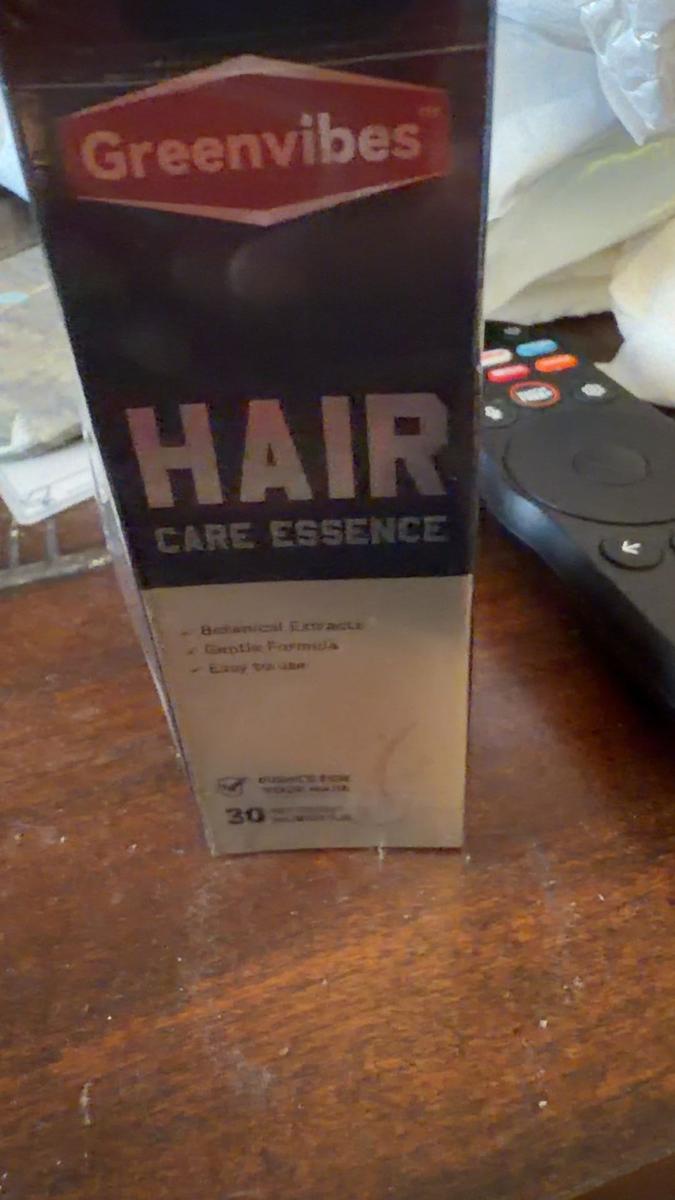 Greenvibes
HAIR
CARE ESSENCE
✓ Botanical Extracts
✓ Gentle Formula
✓ Easy to use
30